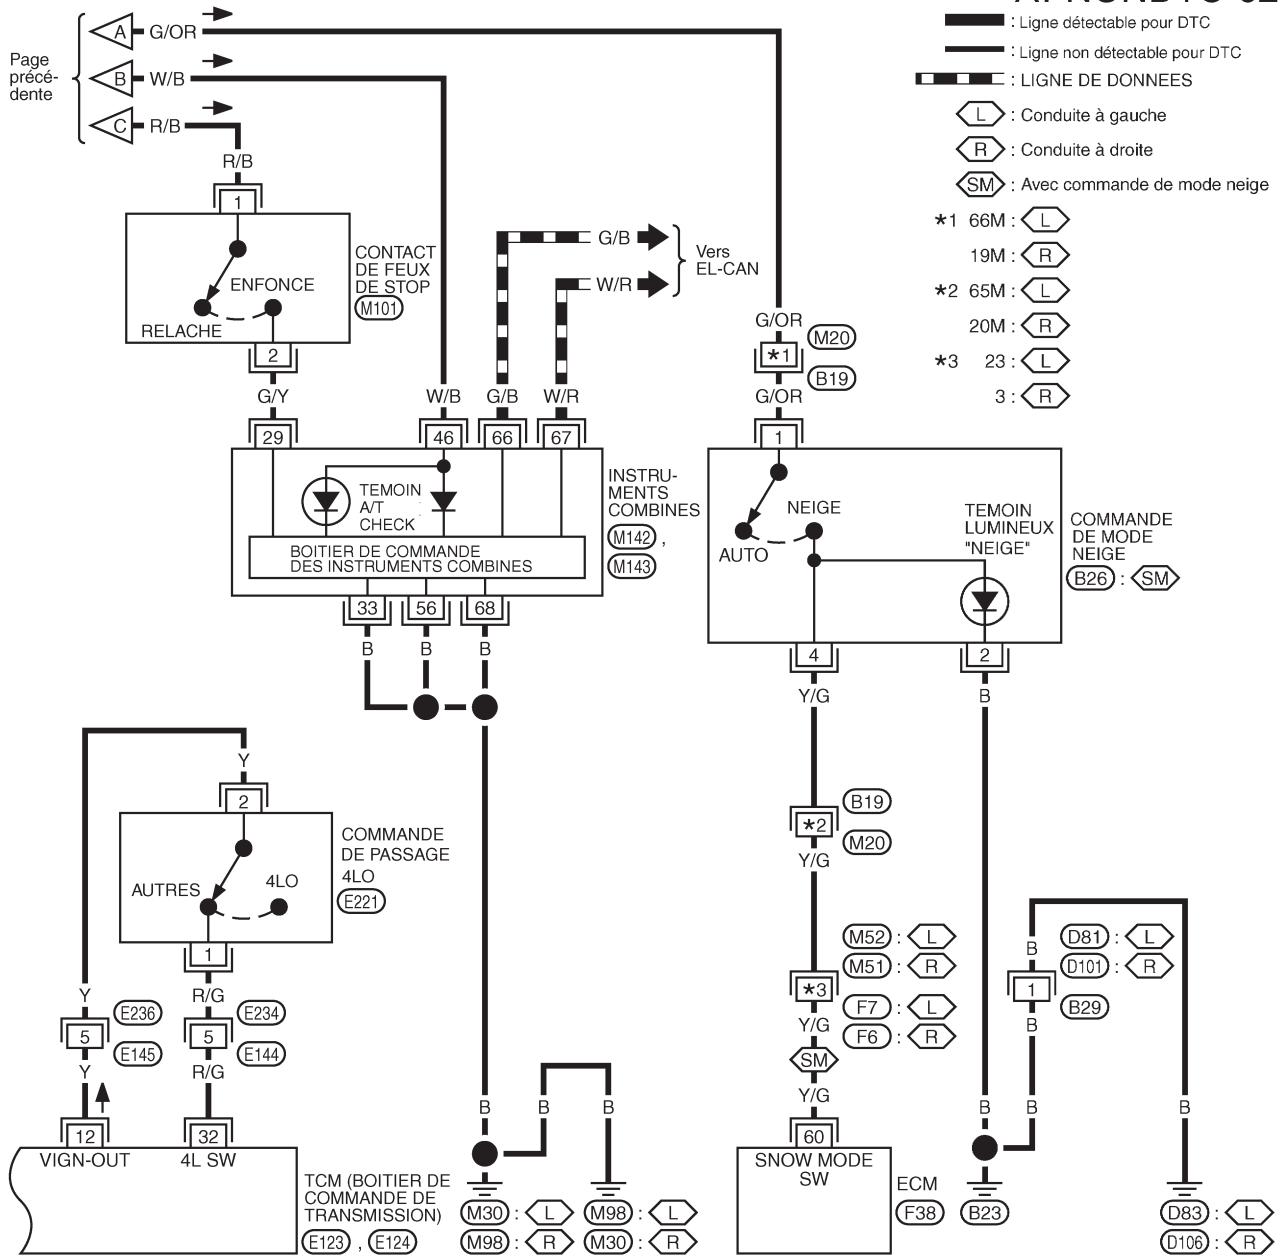 A G/OR
B W/B
C R/B
Page
précé-
dente
: Ligne détectable pour DTC
: Ligne non détectable pour DTC
: LIGNE DE DONNEES
L : Conduite à gauche
R : Conduite à droite
SM : Avec commande de mode neige
*1 66M : L
19M : R
*2 65M : L
20M : R
*3 23 : L
3 : R
R/B
1
CONTACT
DE FEUX
DE STOP
M101
ENFONCE
RELACHE
2
G/Y
G/B
W/R
Vers
EL-CAN
G/OR
M20
*1
B19
G/OR
W/B
G/B
W/R
29
46
66
67
1
TEMOIN
A/T
CHECK
INSTRU-
MENTS
COMBINES
M142 ,
M143
BOITIER DE COMMANDE
DES INSTRUMENTS COMBINES
33
56
68
B
B
B
NEIGE
AUTO
TEMOIN
LUMINEUX
"NEIGE"
COMMANDE
DE MODE
NEIGE
B26 : SM
4
2
Y/G
B
Y
2
COMMANDE
DE PASSAGE
4LO
E221
AUTRES
4LO
1
B19
*2
M20
Y/G
M52 : L
M51 : R
*3
F7 : L
F6 : R
Y/G
SM
Y/G
B
D81 : L
D101 : R
1
B29
B
Y
R/G
E236
E234
5
5
E145
E144
Y
R/G
12
32
VIGN-OUT
4L SW
TCM (BOITIER DE
COMMANDE DE
TRANSMISSION)
E123 , E124
B
B
B
M30 : L
M98 : L
M98 : R
M30 : R
60
SNOW MODE
SW
ECM
F38
B
B
B
B23
D83 : L
D106 : R